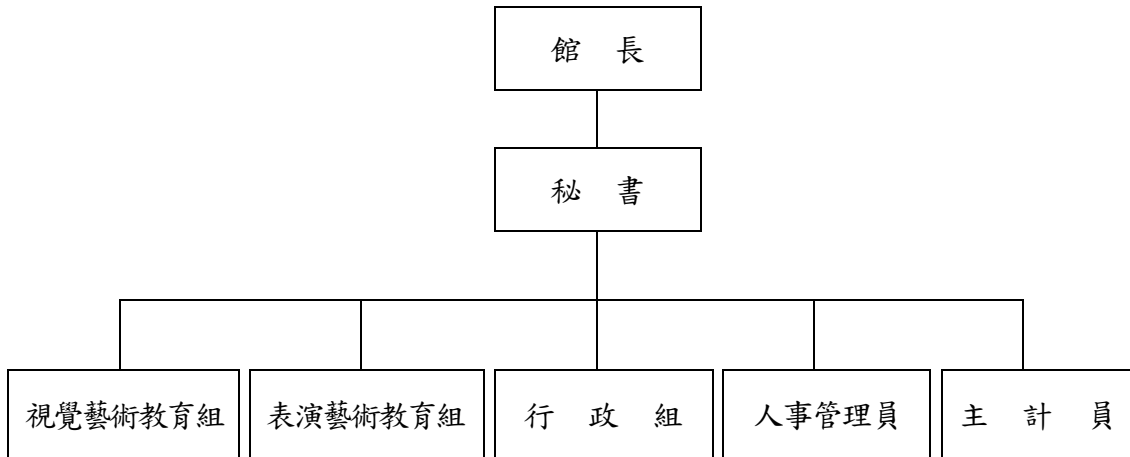 館 長
秘 書
視覺藝術教育組
表演藝術教育組
行 政 組
人事管理員
主 計 員